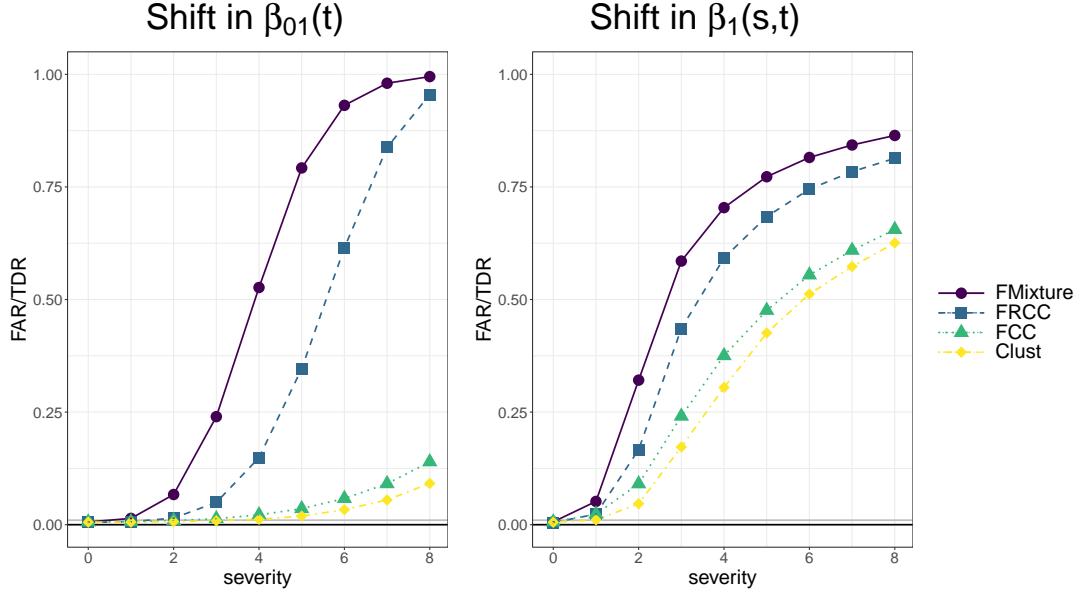 Shift in β₀₁(t)
Shift in β₁(s,t)
FAR/TDR
1.00
0.75
0.50
0.25
0.00
0 2 4 6 8
severity
FAR/TDR
1.00
0.75
0.50
0.25
0.00
0 2 4 6 8
severity
FMixture
FRCC
FCC
Clust